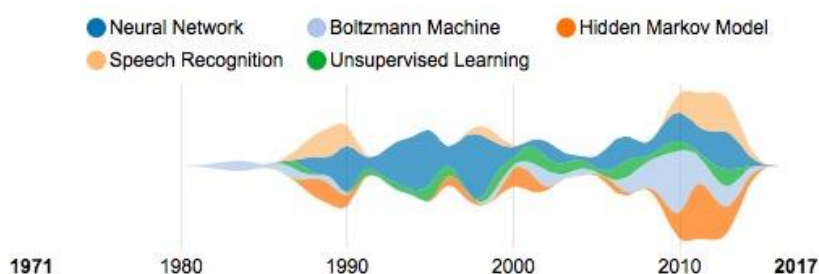 Neural Network Boltzmann Machine Hidden Markov Model
Speech Recognition Unsupervised Learning
1971 1980 1990 2000 2010 2017